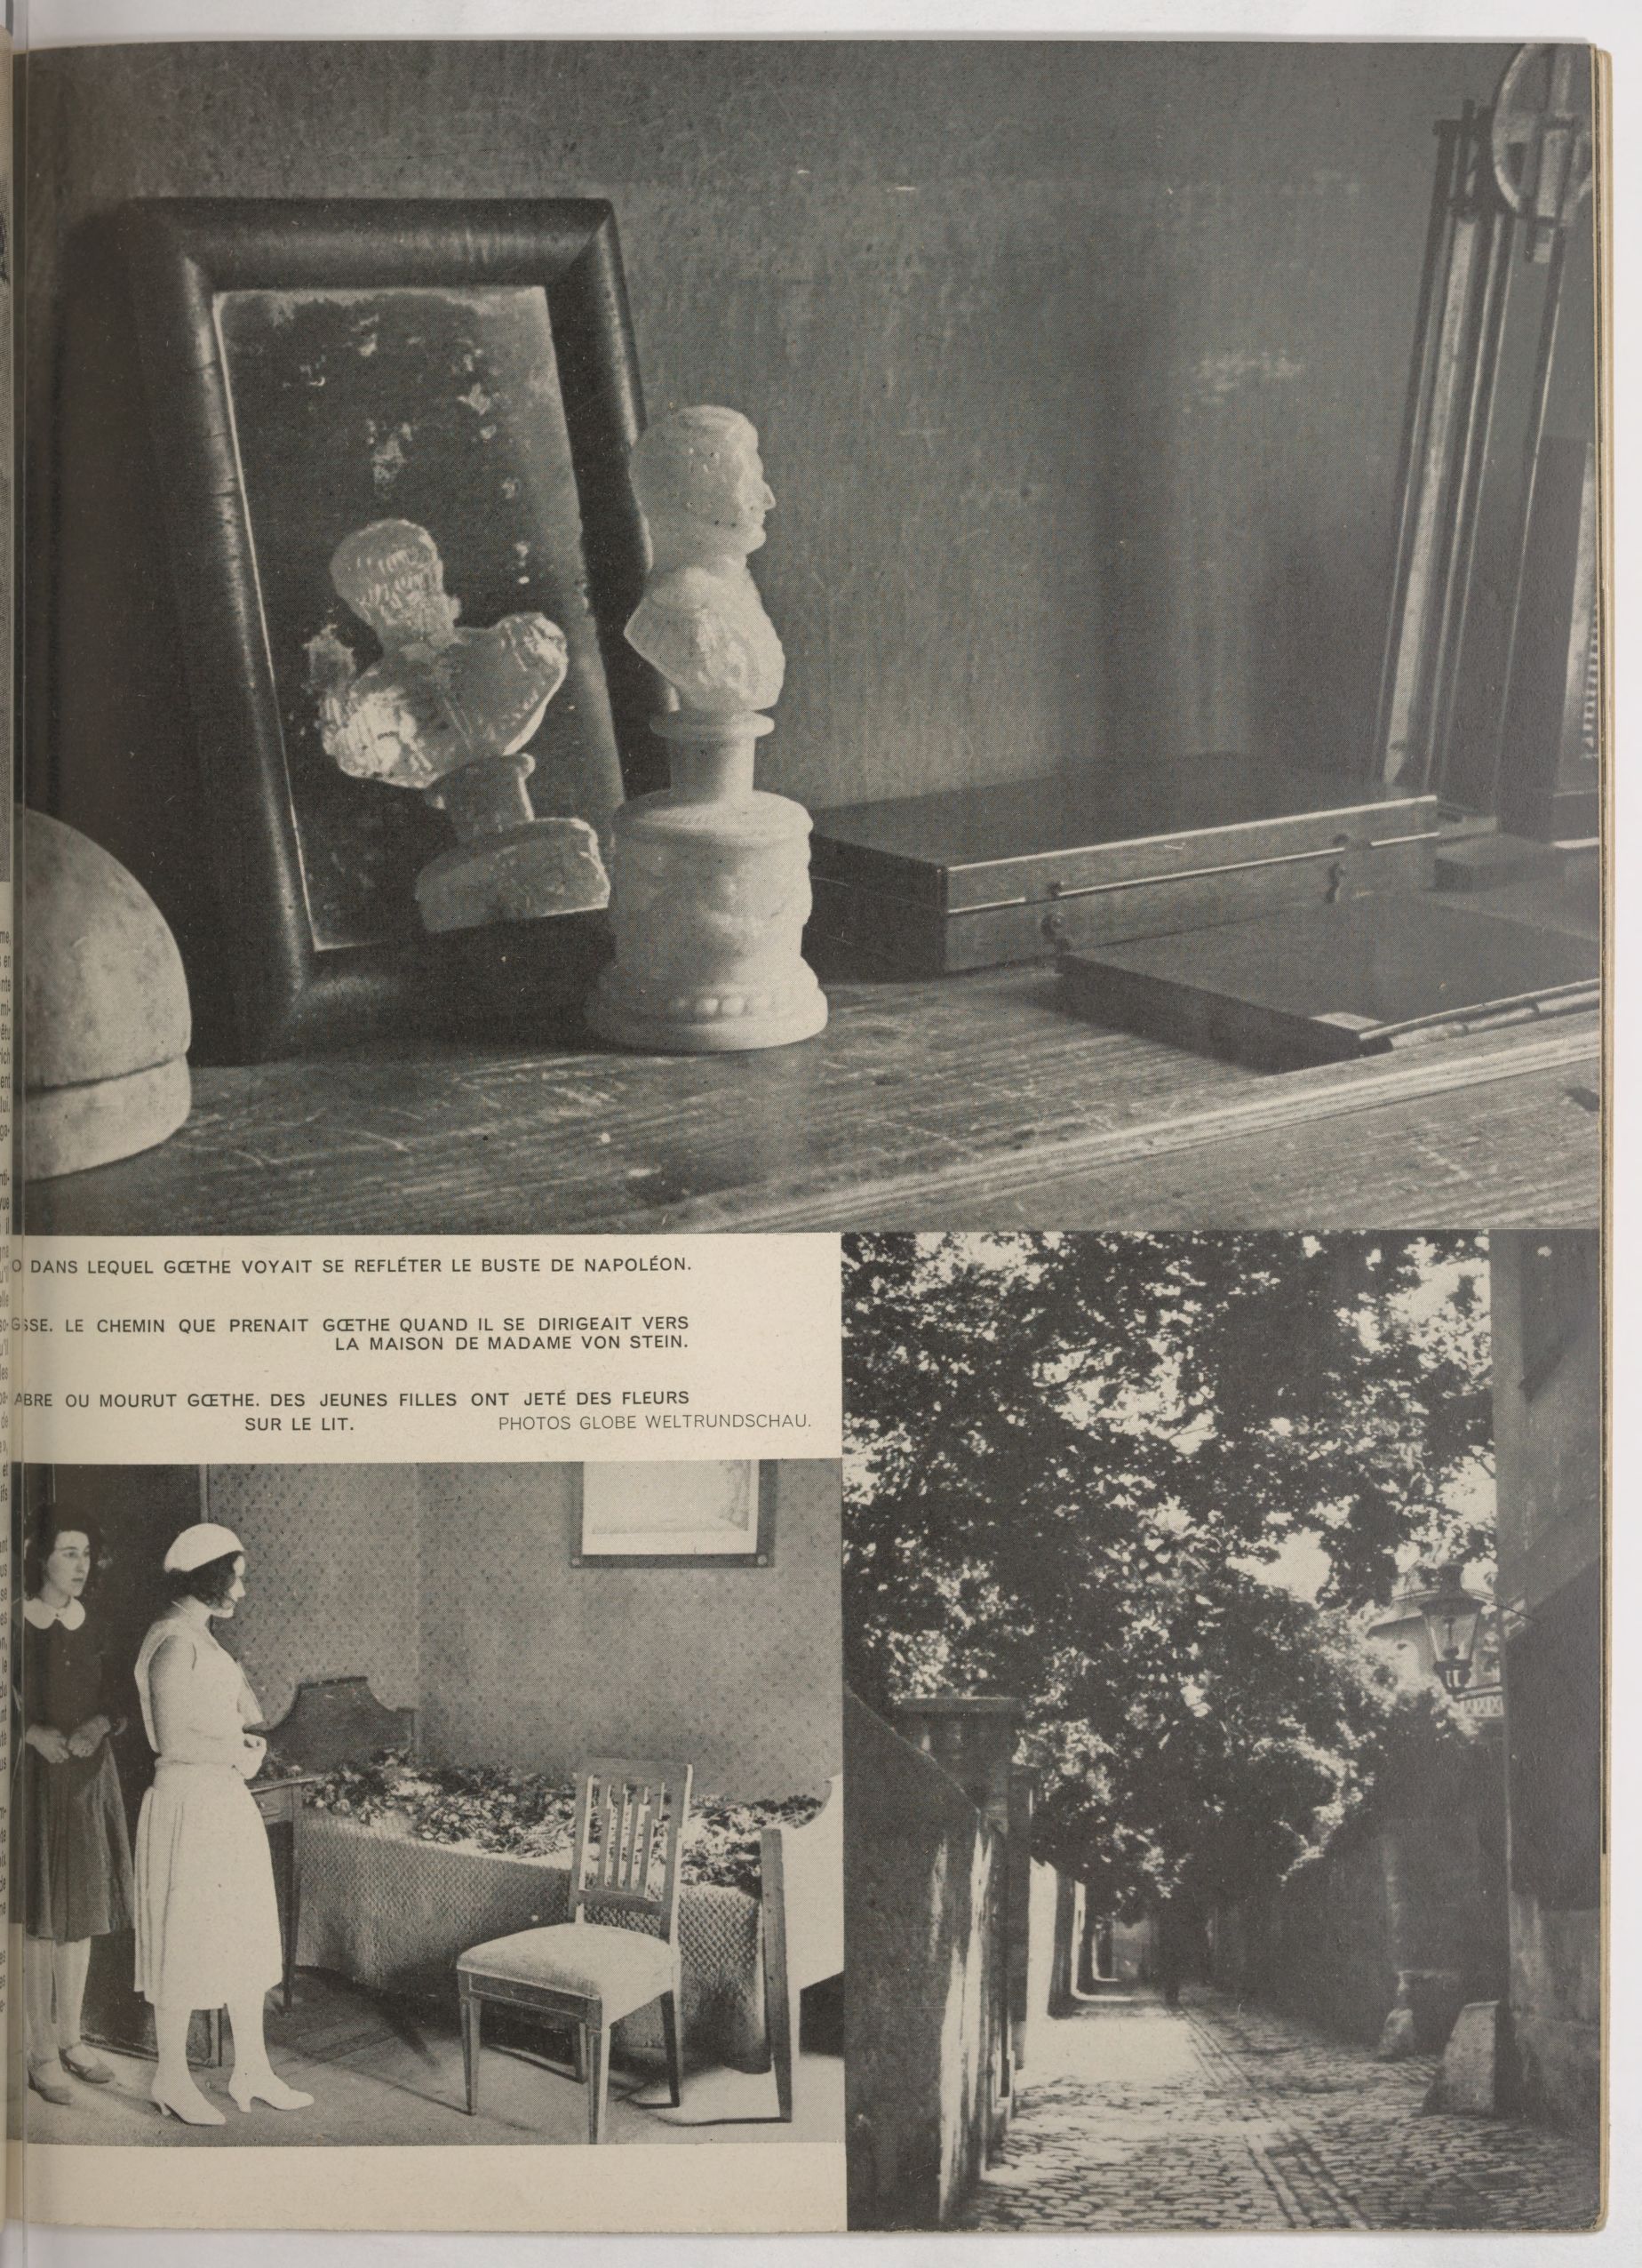 DANS LEQUEL GŒTHE VOYAIT SE REFLÉTER LE BUSTE DE NAPOLÉON.
SSE. LE CHEMIN QUE PRENAIT GŒTHE QUAND IL SE DIRIGEAIT VERS
LA MAISON DE MADAME VON STEIN.
BRE OU MOURUT GŒTHE. DES JEUNES FILLES ONT JETÉ DES FLEURS
SUR LE LIT. PHOTOS GLOBE WELTRUNDSCHAU.